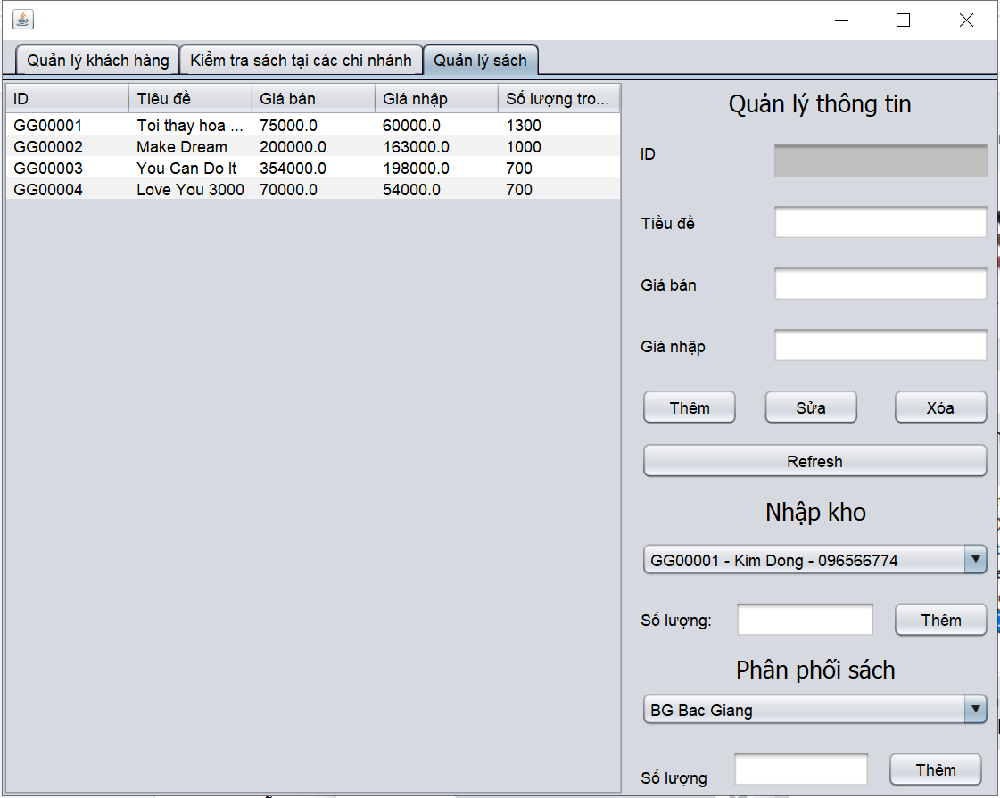 Quản lý khách hàng Kiểm tra sách tại các chi nhánh Quản lý sách
ID Tiêu đề Giá bán Giá nhập Số lượng tro...
GG00001 Toi thay hoa ... 75000.0 60000.0 1300
GG00002 Make Dream 200000.0 163000.0 1000
GG00003 You Can Do It 354000.0 198000.0 700
GG00004 Love You 3000 70000.0 54000.0 700
Quản lý thông tin
ID
Tiều đề
Giá bán
Giá nhập
Thêm Sửa Xóa
Refresh
Nhập kho
GG00001 - Kim Dong - 096566774
Số lượng: Thêm
Phân phối sách
BG Bac Giang
Số lượng Thêm